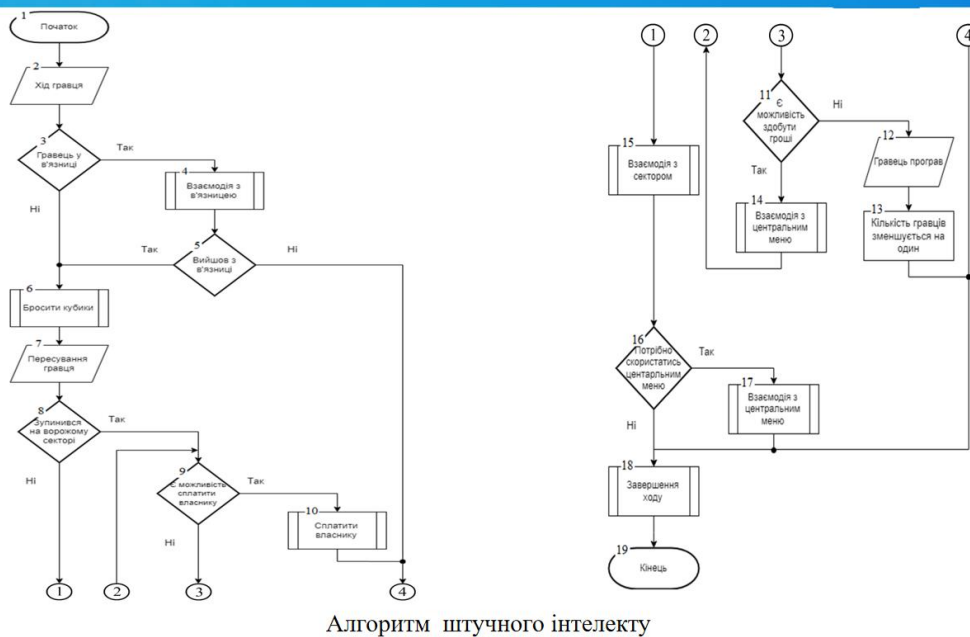 1
Початок
2
Хід гравця
3
Гравець у
в'язниці
Так
Ні
4
Взаємодія з
в'язницею
5
Вийшов з
в'язниці
Так
Ні
6
Бросити кубики
7
Пересування
гравця
8
Зупинився
на ворожому
секторі
Так
Ні
9
Є можливість
сплатити
власнику
Так
Ні
10
Сплатити
власнику
1
2
3
4
1
2
3
4
11
Є
можливість
здобути
гроші
Ні
Так
12
Гравець програв
13
Кількість гравців
зменшується на
один
14
Взаємодія з
центральним
меню
15
Взаємодія з
сектором
16
Потрібно
скористатись
центарльним
меню
Так
Ні
17
Взаємодія з
центральним
меню
18
Завершення
ходу
19
Кінець
Алгоритм штучного інтелекту